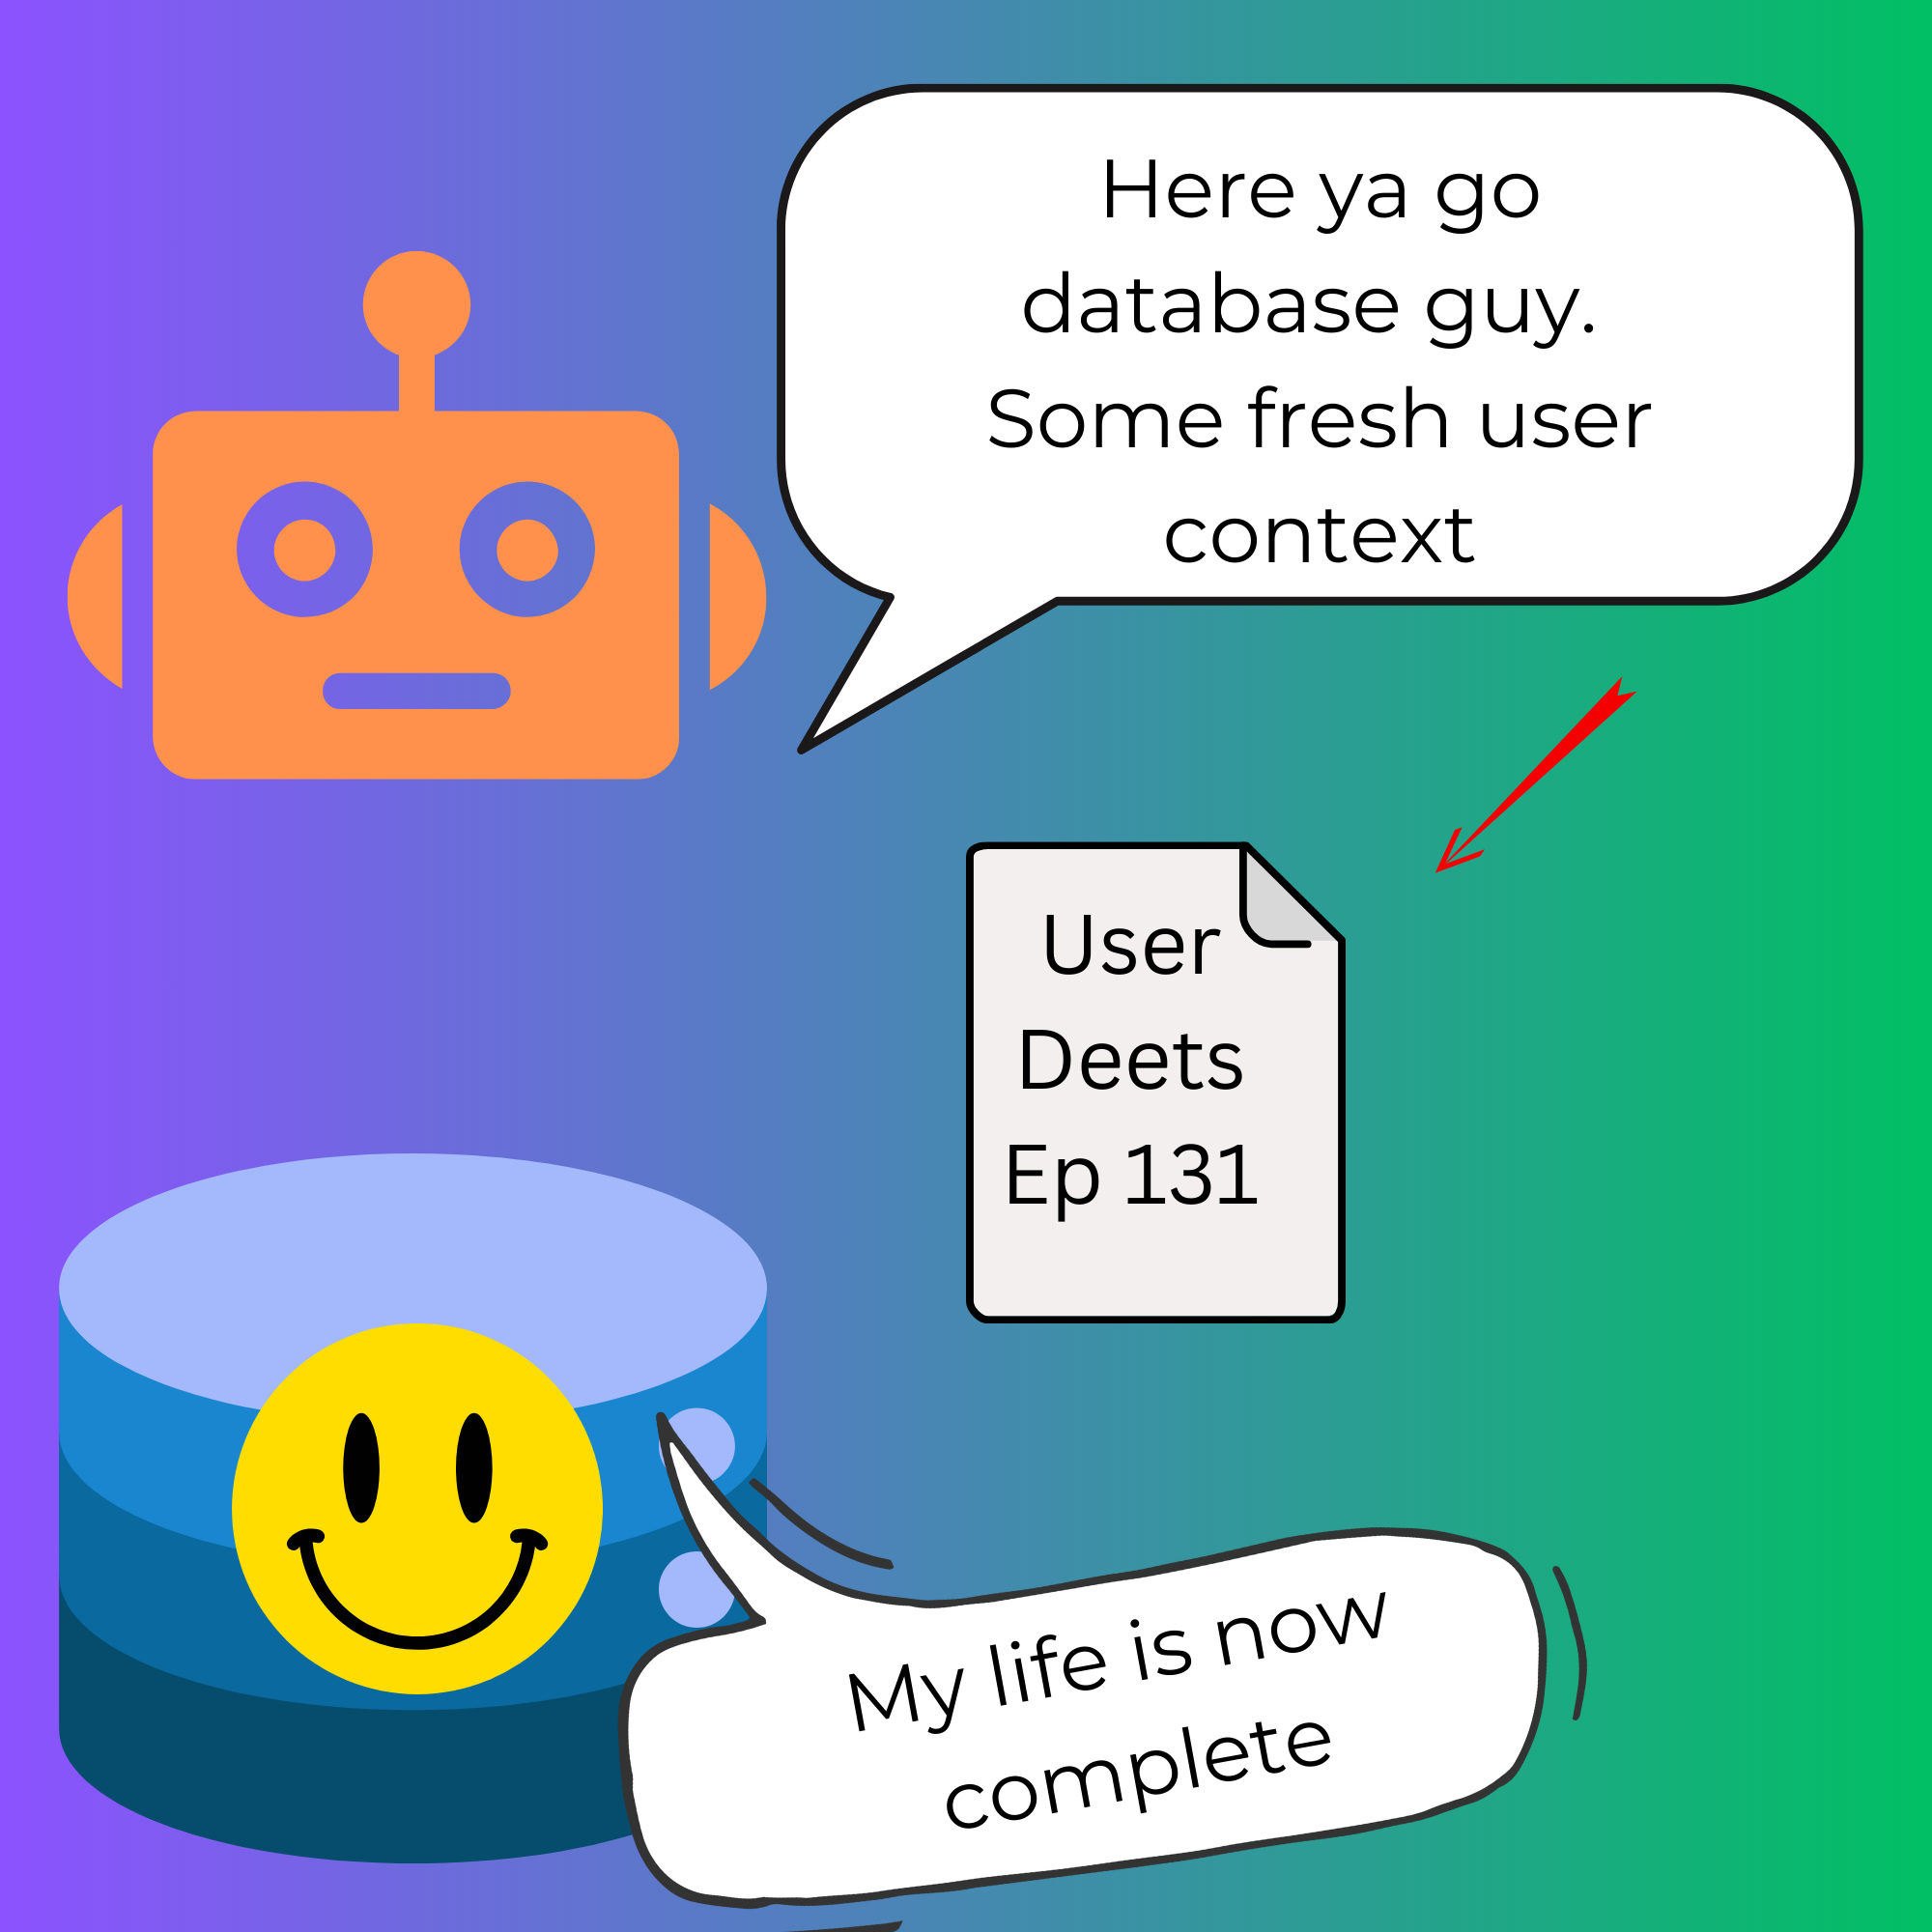 Here ya go
database guy.
Some fresh user
context
User
Deets
Ep 131
My life is now
complete